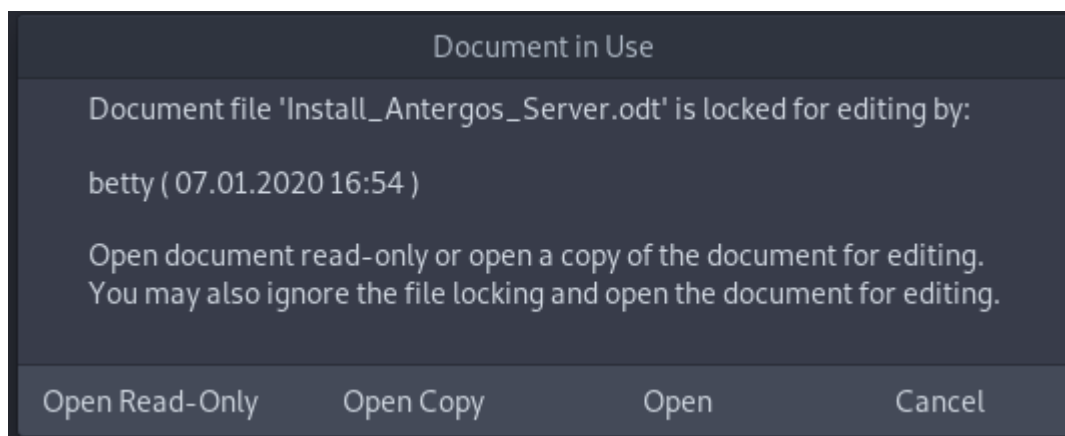 Document in Use
Document file 'Install_Antergos_Server.odt' is locked for editing by:
betty ( 07.01.2020 16:54 )
Open document read-only or open a copy of the document for editing.
You may also ignore the file locking and open the document for editing.
Open Read-Only Open Copy Open Cancel